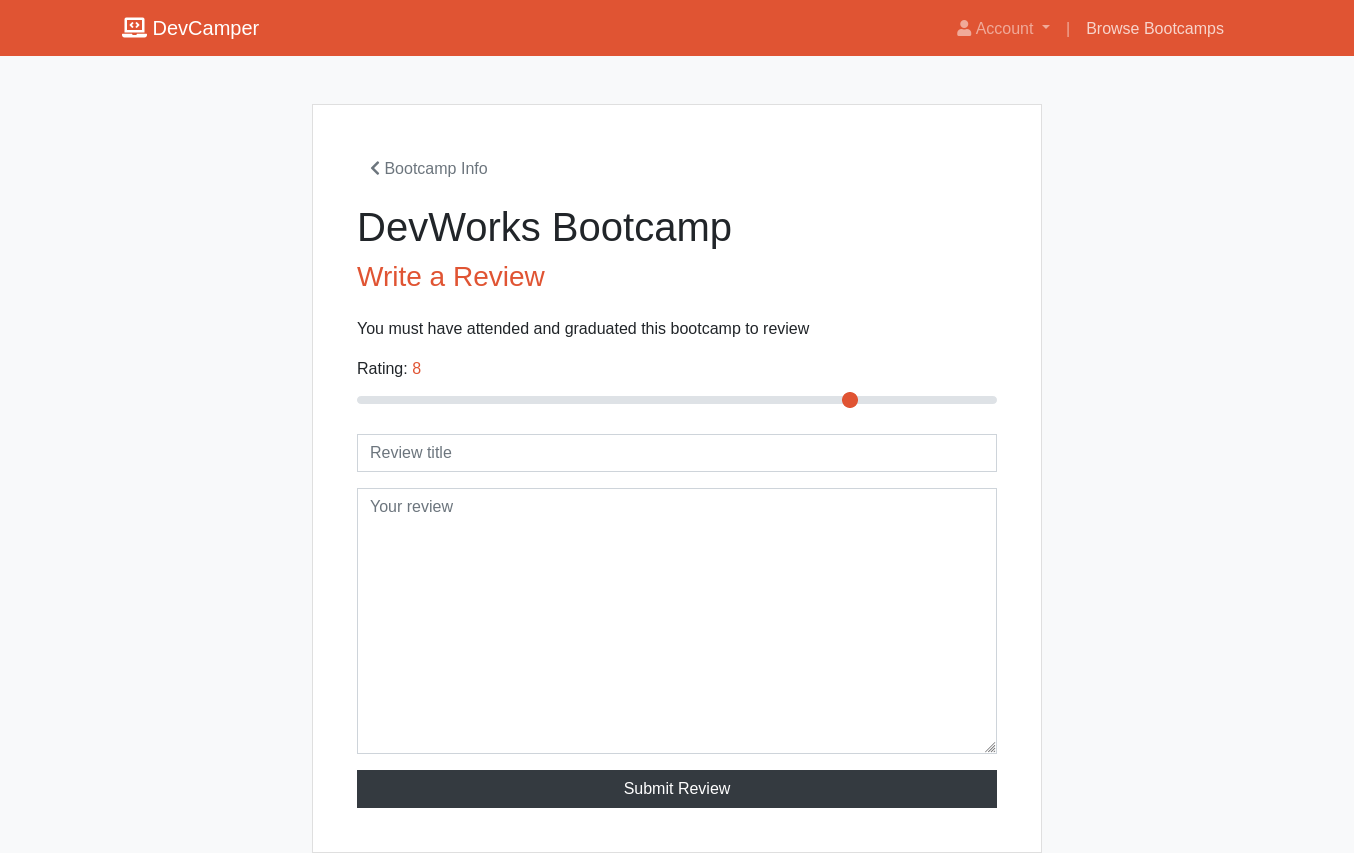 DevCamper
Account | Browse Bootcamps
Bootcamp Info
DevWorks Bootcamp
Write a Review
You must have attended and graduated this bootcamp to review
Rating: 8
Review title
Your review
Submit Review